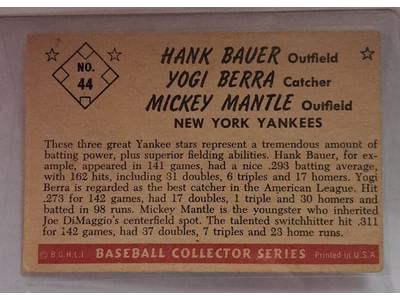 NO.
44
HANK BAUER Outfield
YOGI BERRA Catcher
MICKEY MANTLE Outfield
NEW YORK YANKEES
These three great Yankee stars represent a tremendous amount of
batting power, plus superior fielding abilities. Hank Bauer, for ex-
ample, appeared in 141 games, had a nice .293 batting average,
with 162 hits, including 31 doubles, 6 triples and 17 homers. Yogi
Berra is regarded as the best catcher in the American League. Hit
.273 for 142 games, had 17 doubles, 1 triple and 30 homers and
batted in 98 runs. Mickey Mantle is the youngster who inherited
Joe DiMaggio's centerfield spot. The talented switchhitter hit .311
for 142 games, had 37 doubles, 7 triples and 23 home runs.
© B.G.H.L.I. BASEBALL COLLECTOR SERIES Printed in U.S.A.